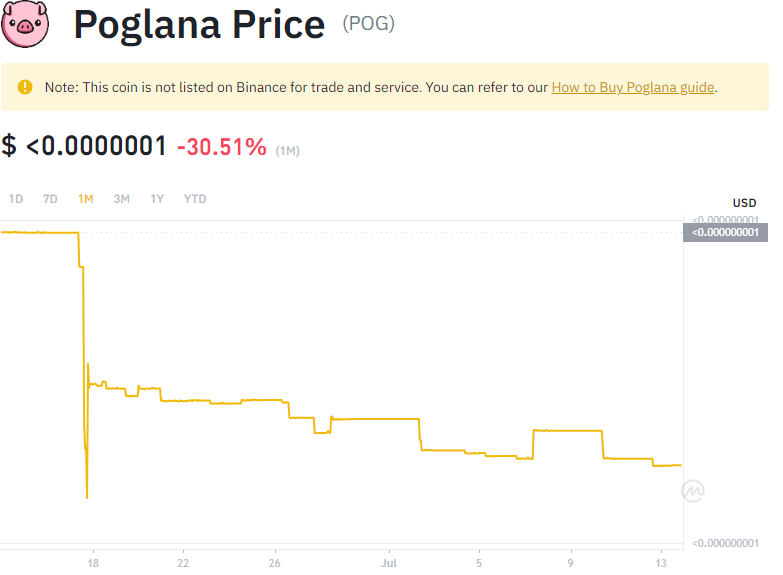 Poglana Price (POG)
Note: This coin is not listed on Binance for trade and service. You can refer to our How to Buy Poglana guide.
$ <0.0000001 -30.51% (1M)
1D 7D 1M 3M 1Y YTD
USD
<0.000000001
<0.000000001
<0.000000001
18 22 26 Jul 5 9 13